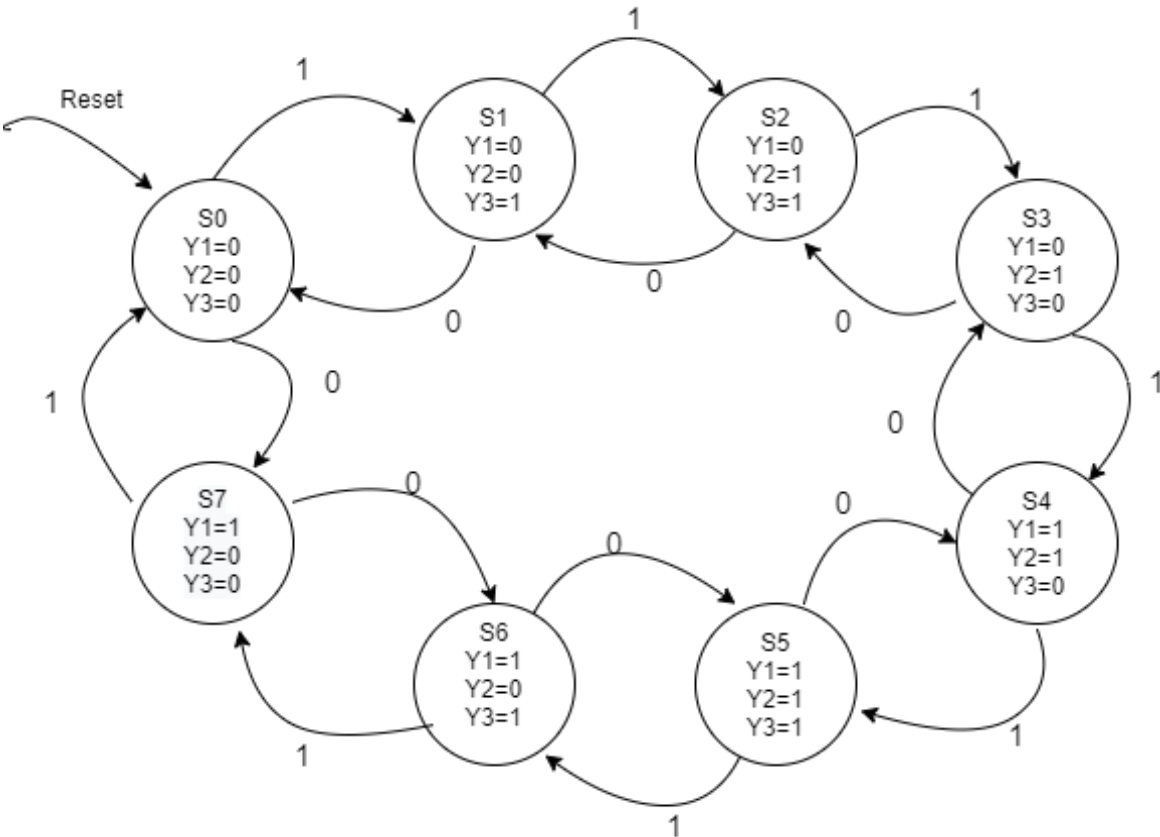 1
1
Reset
1
S1
Y1=0
Y2=0
Y3=1
S2
Y1=0
Y2=1
Y3=1
S0
Y1=0
Y2=0
Y3=0
S3
Y1=0
Y2=1
Y3=0
0
0
0
1
0
1
0
S7
Y1=1
Y2=0
Y3=0
0
0
0
S4
Y1=1
Y2=1
Y3=0
S6
Y1=1
Y2=0
Y3=1
S5
Y1=1
Y2=1
Y3=1
1
1
1